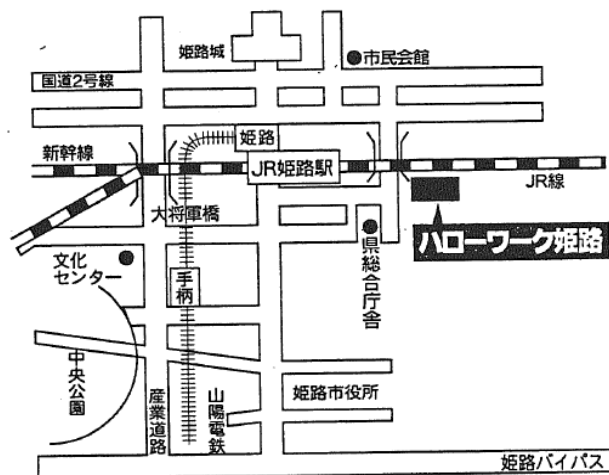 姫路城
市民会館
国道2号線
新幹線
姫路
JR姫路駅
JR線
大将軍橋
ハローワーク姫路
文化
センター
手柄
県総合庁舎
中央公園
産業道路
山陽電鉄
姫路市役所
姫路バイパス